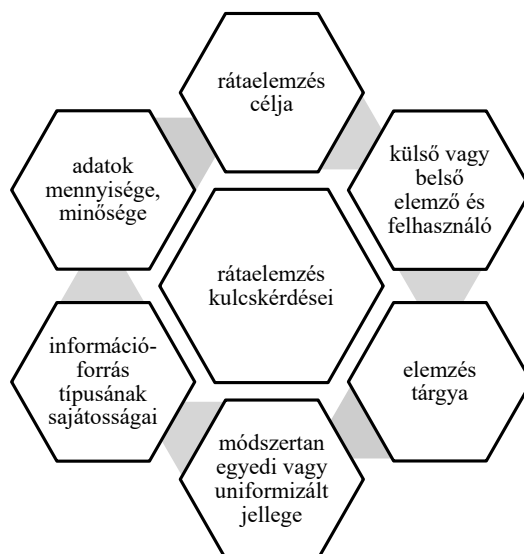 rátaelemzés
célja
külső vagy
belső
elemző és
felhasználó
elemzés
tárgya
módszertan
egyedi vagy
uniformizált
jellege
információ-
forrás
típusának
sajátosságai
adatok
mennyisége,
minősége
rátaelemzés
kulcskérdései